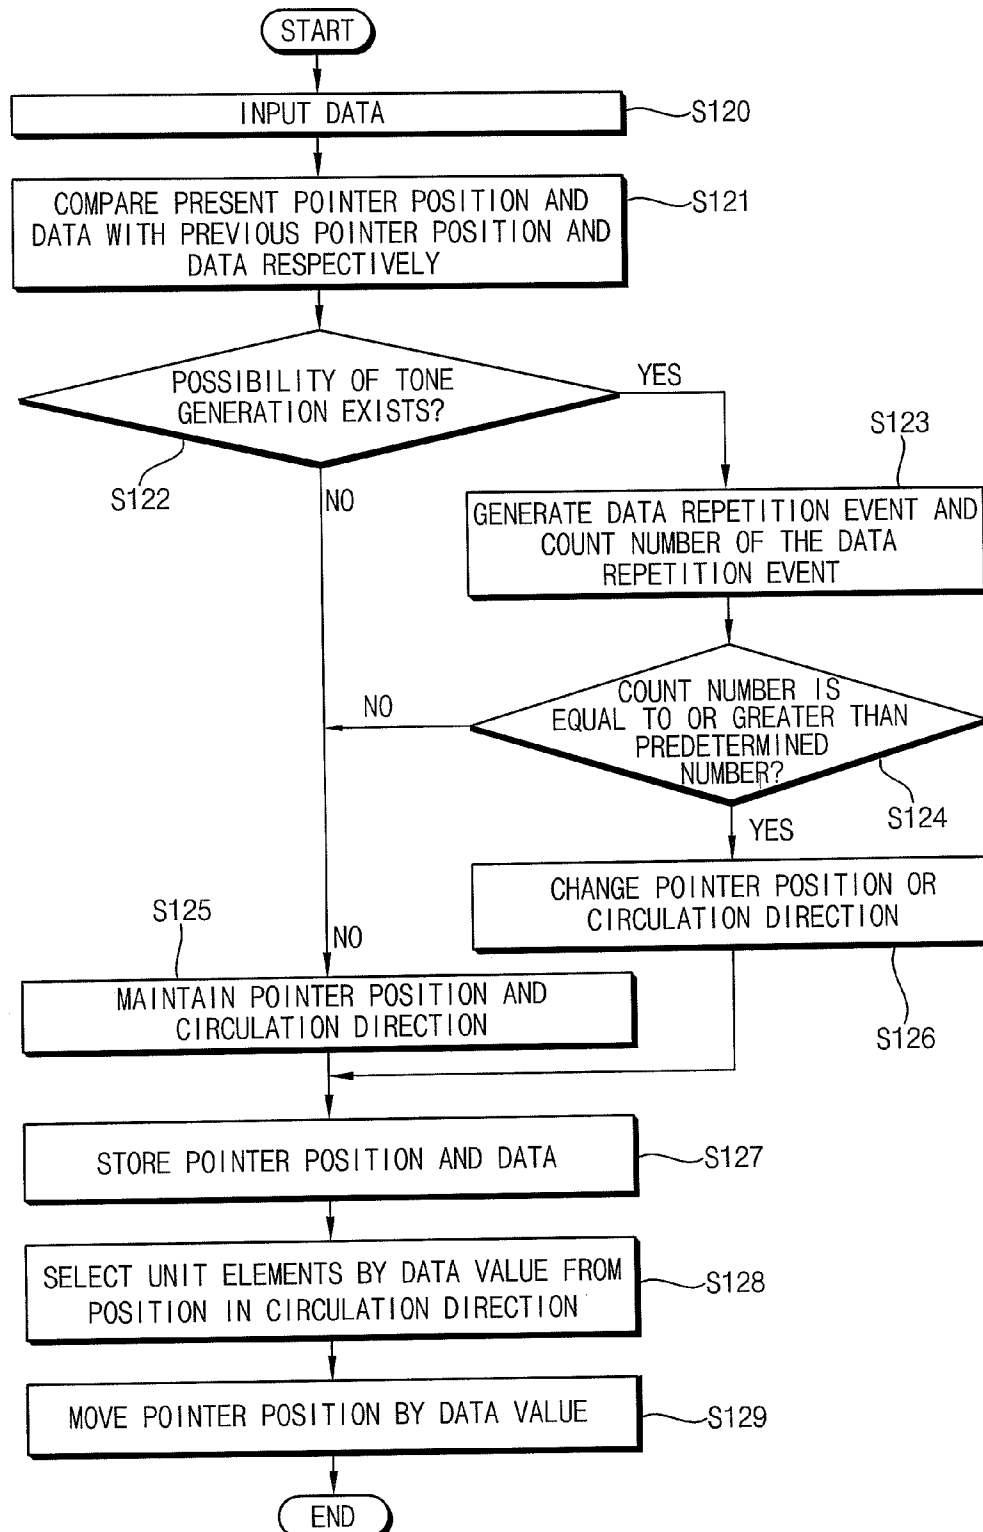 START
INPUT DATA
S120
COMPARE PRESENT POINTER POSITION AND
DATA WITH PREVIOUS POINTER POSITION AND
DATA RESPECTIVELY
S121
POSSIBILITY OF TONE
GENERATION EXISTS?
YES
S122
NO
S123
GENERATE DATA REPETITION EVENT AND
COUNT NUMBER OF THE DATA
REPETITION EVENT
COUNT NUMBER IS
EQUAL TO OR GREATER THAN
PREDETERMINED
NUMBER?
NO
S124
YES
CHANGE POINTER POSITION OR
CIRCULATION DIRECTION
S126
S125
NO
MAINTAIN POINTER POSITION AND
CIRCULATION DIRECTION
STORE POINTER POSITION AND DATA
S127
SELECT UNIT ELEMENTS BY DATA VALUE FROM
POSITION IN CIRCULATION DIRECTION
S128
MOVE POINTER POSITION BY DATA VALUE
S129
END